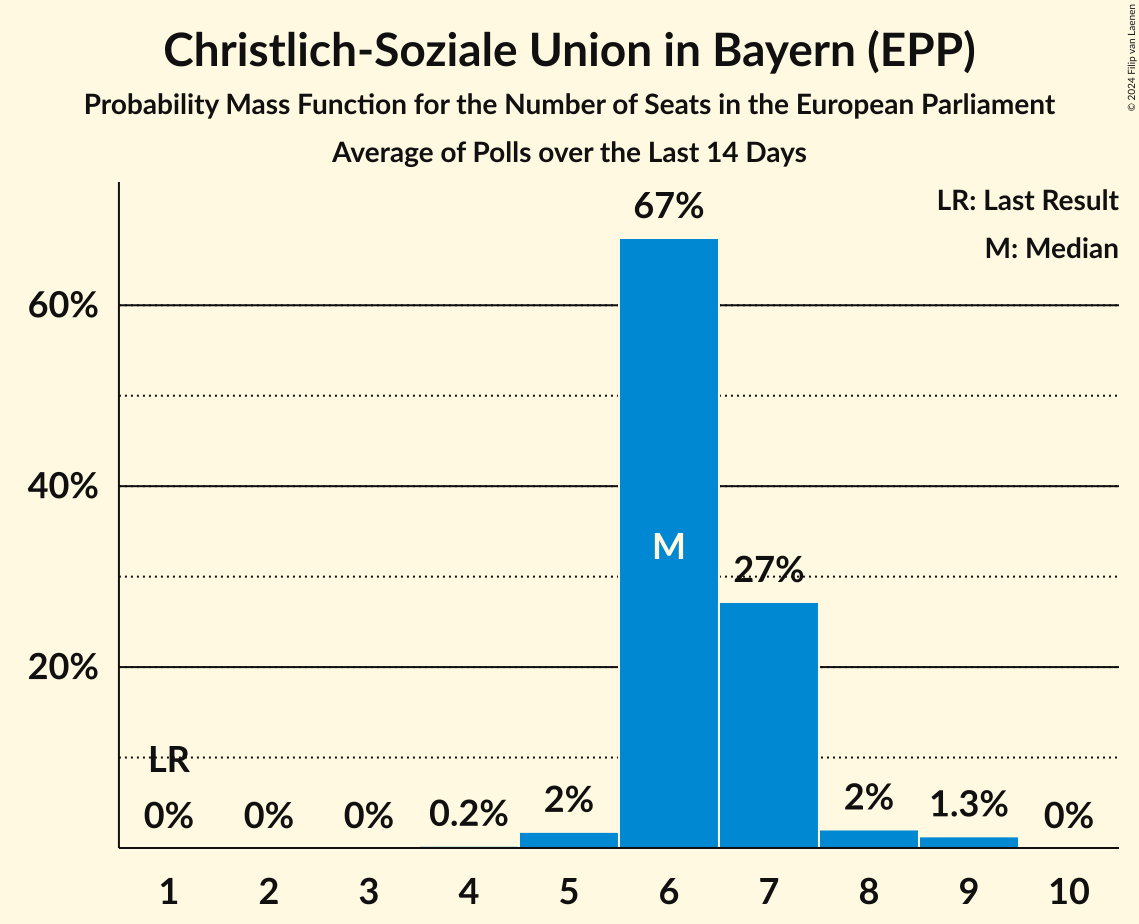 Christlich-Soziale Union in Bayern (EPP)
Probability Mass Function for the Number of Seats in the European Parliament
Average of Polls over the Last 14 Days
© 2024 Filip van Laenen
LR: Last Result
M: Median
67%
60%
40%
M
27%
20%
LR
0% 0% 0% 0.2% 2% 2% 1.3% 0%
1 2 3 4 5 6 7 8 9 10